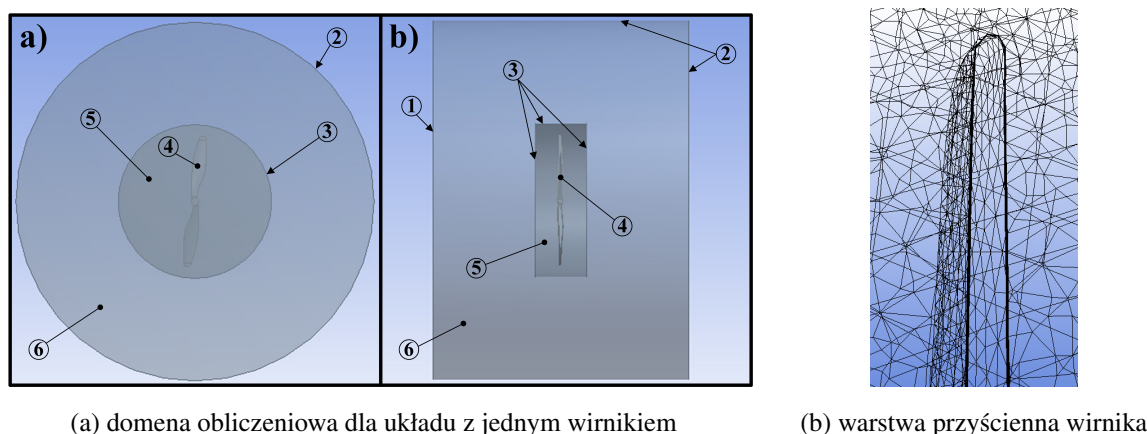 a)
②
⑤
③
④
⑥
b)
②
③
①
④
⑤
⑥
(a) domena obliczeniowa dla układu z jednym wirnikiem
(b) warstwa przyścienna wirnika